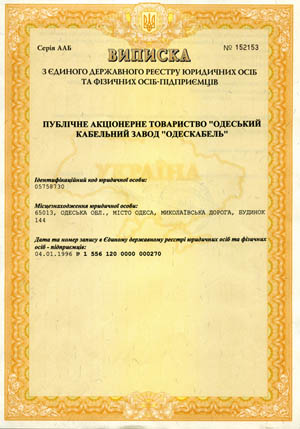 Серія ААБ
№ 152153
ВИПИСКА
З ЄДИНОГО ДЕРЖАВНОГО РЕЄСТРУ ЮРИДИЧНИХ ОСІБ
ТА ФІЗИЧНИХ ОСІБ-ПІДПРИЄМЦІВ
ПУБЛІЧНЕ АКЦІОНЕРНЕ ТОВАРИСТВО "ОДЕСЬКИЙ
КАБЕЛЬНИЙ ЗАВОД "ОДЕСКАБЕЛЬ"
УКРАЇНА
Ідентифікаційний код юридичної особи:
05758730
Місцезнаходження юридичної особи:
65013, ОДЕСЬКА ОБЛ., МІСТО ОДЕСА, МИКОЛАЇВСЬКА ДОРОГА, БУДИНОК
144
Дата та номер запису в Єдиному державному реєстрі юридичних осіб та фізичних
осіб - підприємців:
04.01.1996 Р 1 556 120 0000 000270